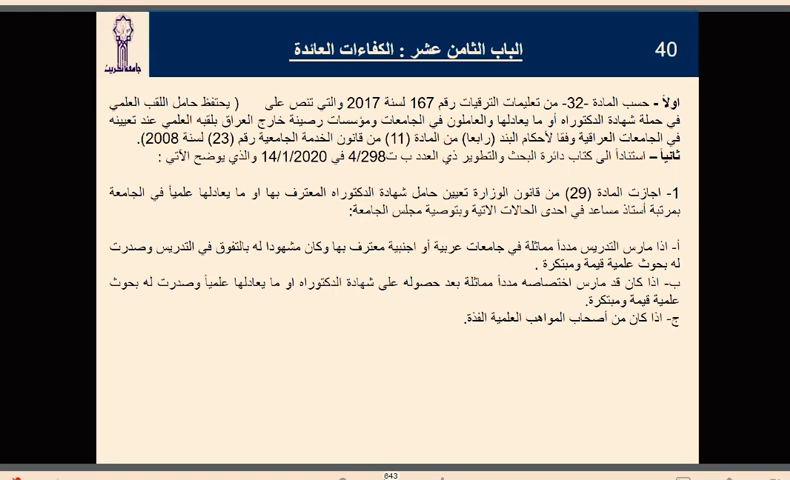 40
الباب الثامن عشر : الكفاءات العائدة
جامعة تكريت
اولاً - حسب المادة -32- من تعليمات الترقيات رقم 167 لسنة 2017 والتي تنص على ( يحتفظ حامل اللقب العلمي
في حملة شهادة الدكتوراه أو ما يعادلها والعاملون في الجامعات ومؤسسات رصينة خارج العراق بلقبه العلمي عند تعيينه
في الجامعات العراقية وفقا لأحكام البند (رابعا) من المادة (11) من قانون الخدمة الجامعية رقم (23) لسنة 2008).
ثانياً – استناداً الى كتاب دائرة البحث والتطوير ذي العدد ب ت4/298 في 14/1/2020 والذي يوضح الأتي :
1- اجازت المادة (29) من قانون الوزارة تعيين حامل شهادة الدكتوراه المعترف بها او ما يعادلها علمياً في الجامعة
بمرتبة أستاذ مساعد في احدى الحالات الاتية وبتوصية مجلس الجامعة:
أ- اذا مارس التدريس مدداً مماثلة في جامعات عربية أو اجنبية معترف بها وكان مشهودا له بالتفوق في التدريس وصدرت
له بحوث علمية قيمة ومبتكرة .
ب- اذا كان قد مارس اختصاصه مدداً مماثلة بعد حصوله على شهادة الدكتوراه او ما يعادلها علمياً وصدرت له بحوث
علمية قيمة ومبتكرة.
ج- اذا كان من أصحاب المواهب العلمية الفذة.
643